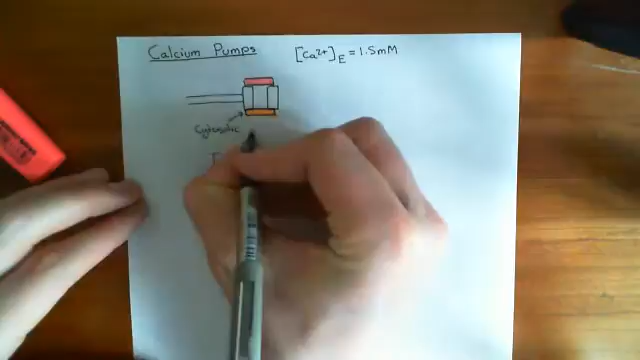 Calcium Pumps
[Ca²⁺]E = 1.5mM
Cytosolic
[